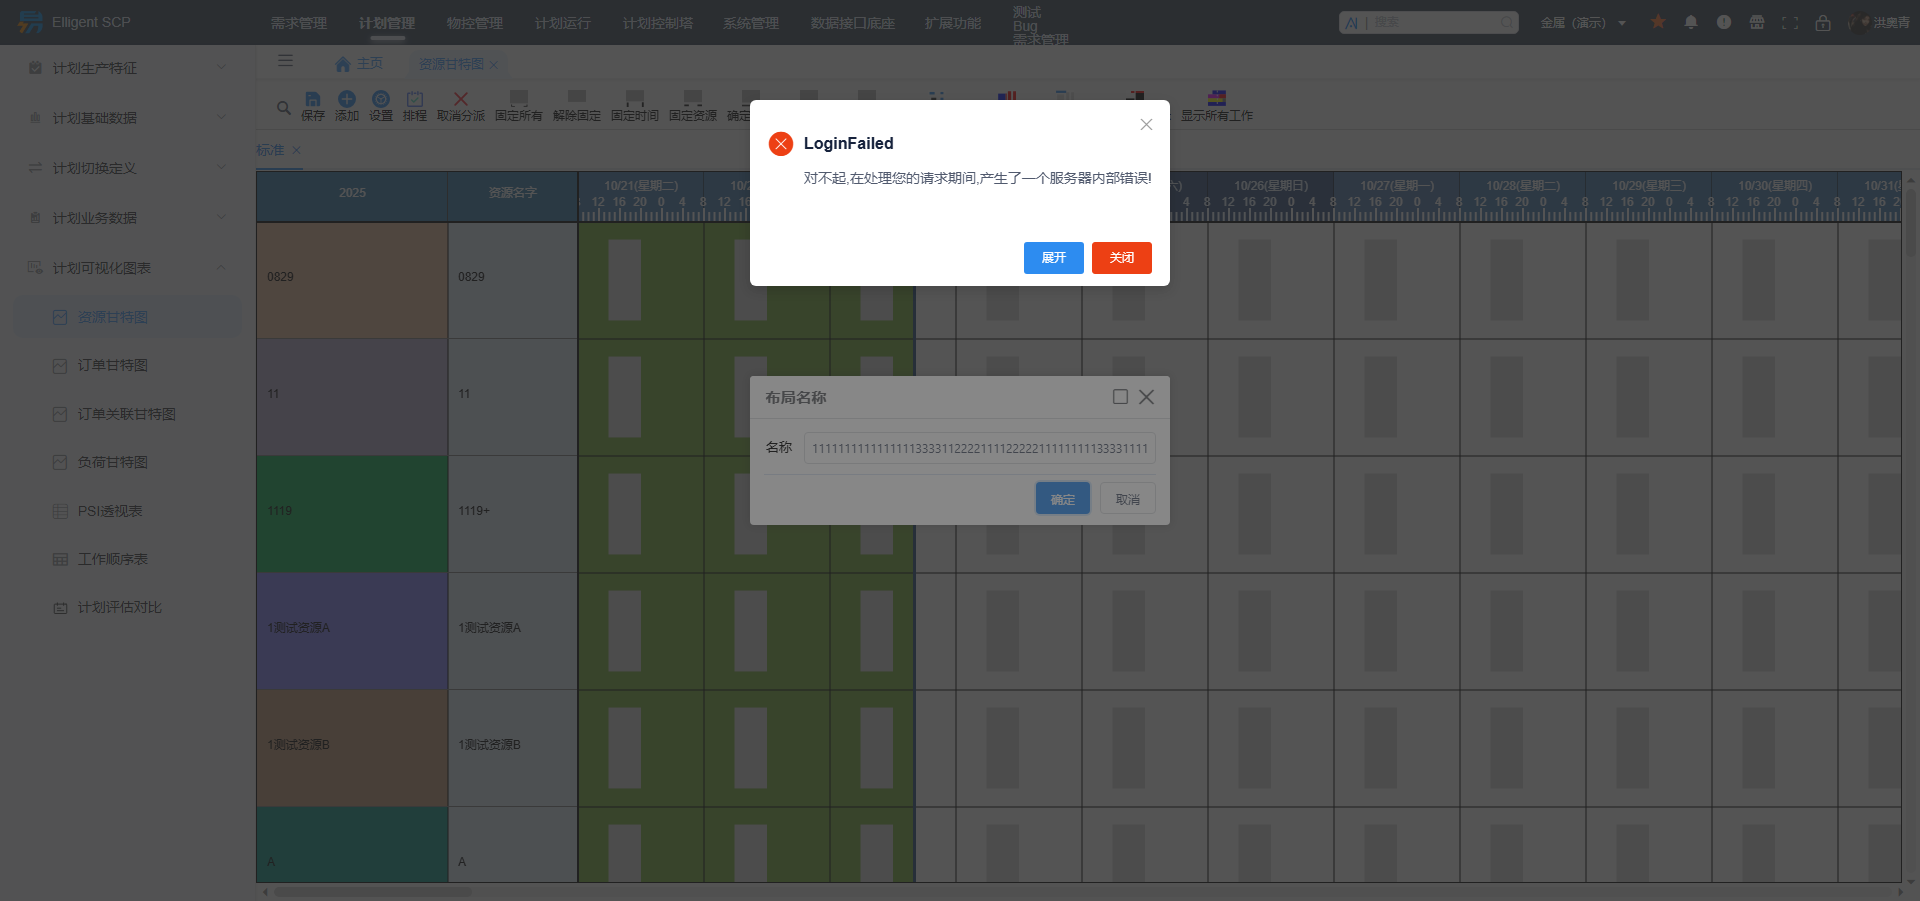 Elligent SCP
需求管理
计划管理
物控管理
计划运行
计划控制塔
系统管理
数据接口底座
扩展功能
测试
Bug
需求管理
AI | 搜索
金属（演示）
洪奥青
计划生产特征
计划基础数据
计划切换定义
计划业务数据
计划可视化图表
资源甘特图
订单甘特图
订单关联甘特图
负荷甘特图
PSI透视表
工作顺序表
计划评估对比
主页
资源甘特图
保存
添加
设置
排程
取消分派
固定所有
解除固定
固定时间
固定资源
确定
显示所有工作
标准
2025
资源名字
10/21(星期二)
10/2
10/26(星期日)
10/27(星期一)
10/28(星期二)
10/29(星期三)
10/30(星期四)
10/31(
12 16 20 0 4 8 12 16
4 8 12 16 20 0 4 8 12 16 20 0 4 8 12 16 20 0 4 8 12 16 20 0 4 8 12 16 20 0 4 8 12 16 2
0829
0829
11
11
1119
1119+
1测试资源A
1测试资源A
1测试资源B
1测试资源B
A
A
LoginFailed
对不起,在处理您的请求期间,产生了一个服务器内部错误!
展开
关闭
布局名称
名称
确定
取消